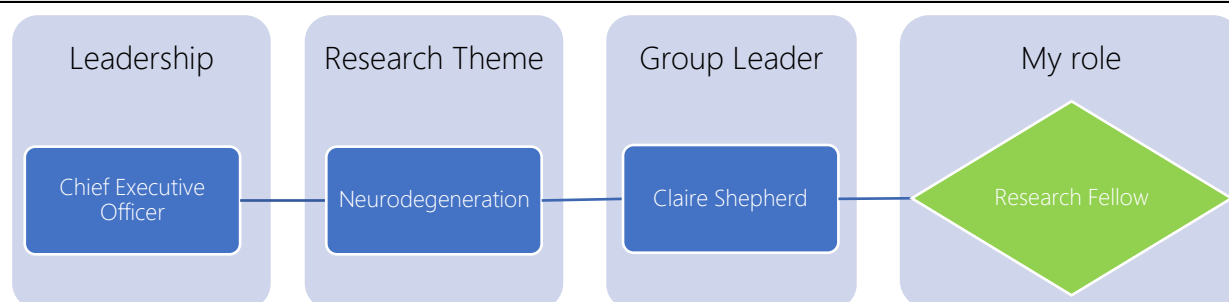 Leadership
Research Theme
Group Leader
My role
Chief Executive
Officer
Neurodegeneration
Claire Shepherd
Research Fellow